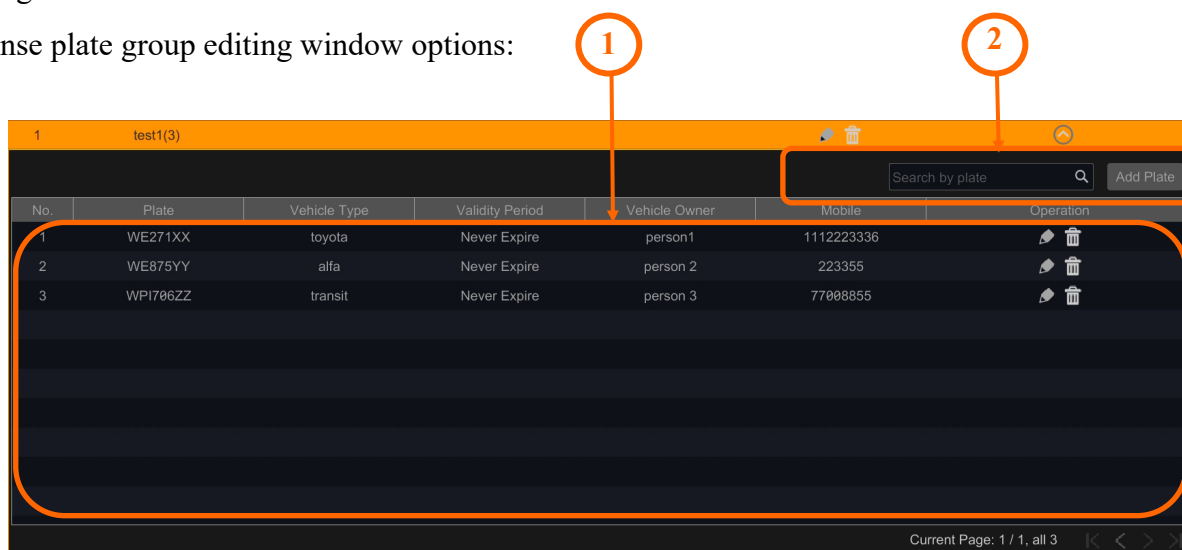 nse plate group editing window options:
1
2
1 test1(3)
Search by plate Add Plate
No. Plate Vehicle Type Validity Period Vehicle Owner Mobile Operation
1 WE271XX toyota Never Expire person1 1112223336
2 WE875YY alfa Never Expire person 2 223355
3 WPI706ZZ transit Never Expire person 3 77008855
Current Page: 1 / 1, all 3